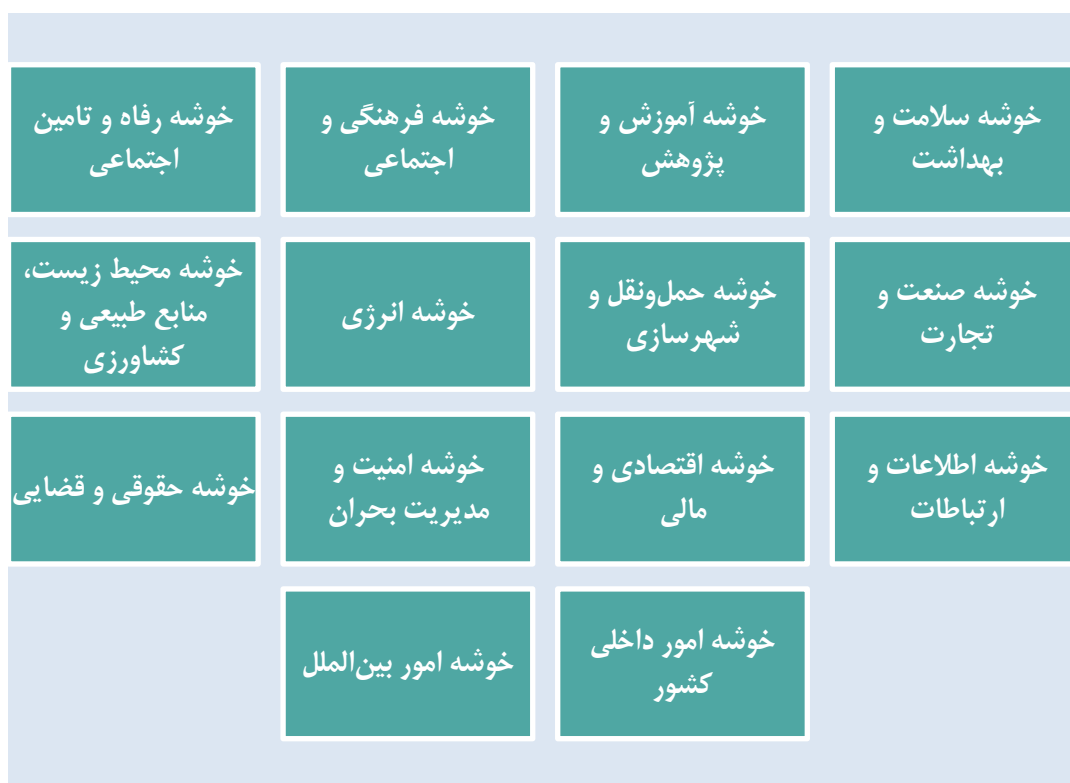 خوشه سلامت و
بهداشت
خوشه آموزش و
پژوهش
خوشه فرهنگی و
اجتماعی
خوشه رفاه و تامین
اجتماعی
خوشه صنعت و
تجارت
خوشه حمل‌ونقل و
شهرسازی
خوشه انرژی
خوشه محیط زیست،
منابع طبیعی و
کشاورزی
خوشه اطلاعات و
ارتباطات
خوشه اقتصادی و
مالی
خوشه امنیت و
مدیریت بحران
خوشه حقوقی و قضایی
خوشه امور داخلی
کشور
خوشه امور بین‌الملل